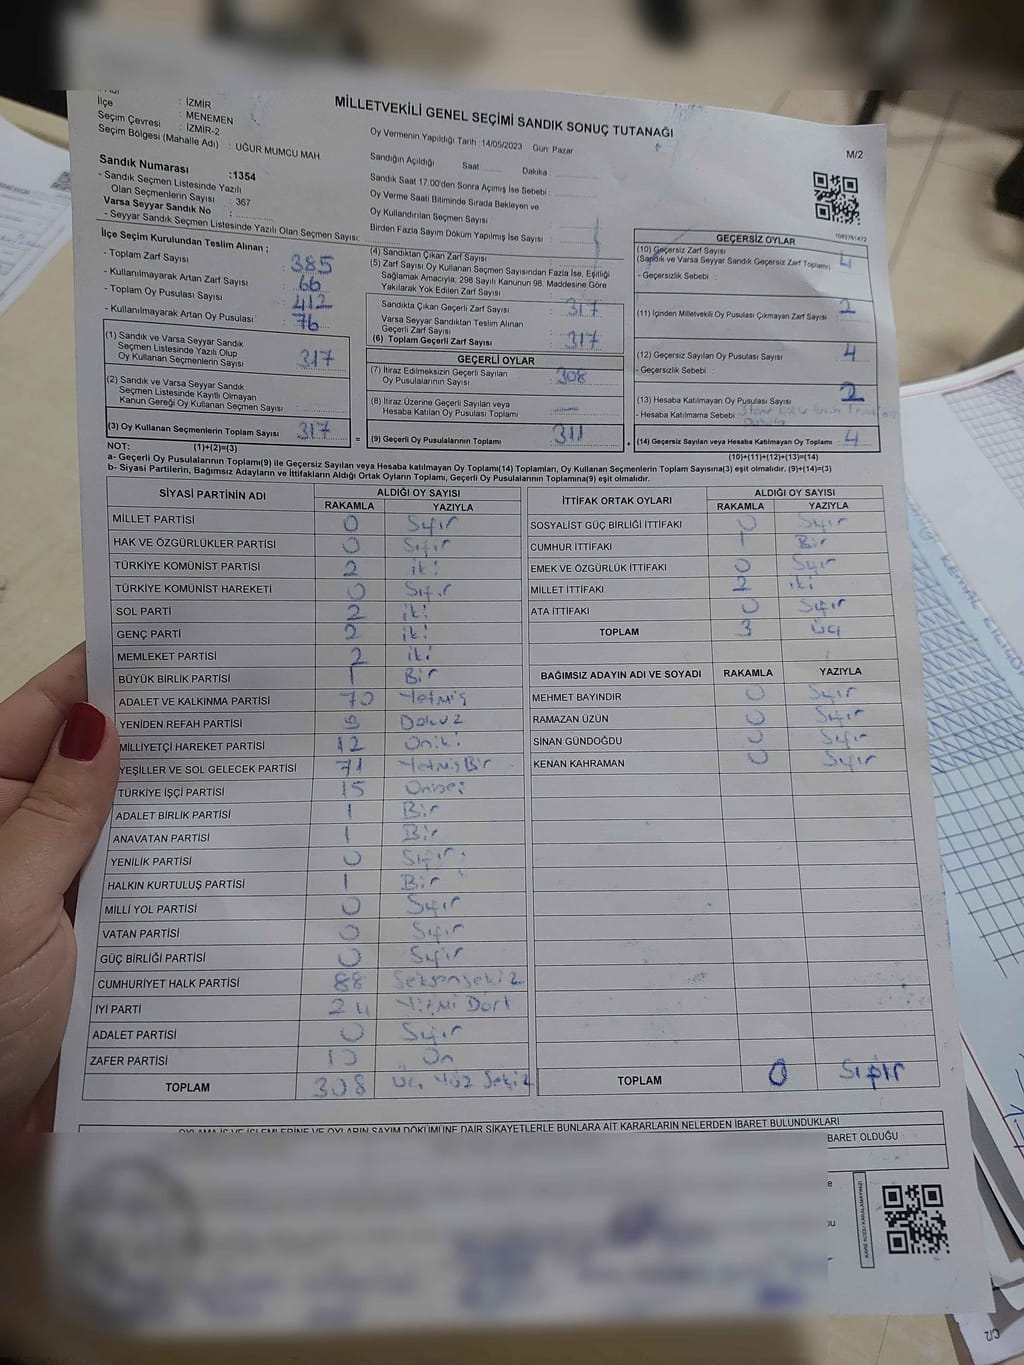 MİLLETVEKİLİ GENEL SEÇİMİ SANDIK SONUÇ TUTANAĞI
M/2
: İZMİR
İlçe : MENEMEN
Seçim Çevresi : İZMİR-2
Seçim Bölgesi (Mahalle Adı) : UĞUR MUMCU MAH.
Sandık Numarası :1354
- Sandık Seçmen Listesinde Yazılı
Olan Seçmenlerin Sayısı : 367
Varsa Seyyar Sandık No :
- Seyyar Sandık Seçmen Listesinde Yazılı Olan Seçmen Sayısı:
Oy Vermenin Yapıldığı Tarih :14/05/2023 Gün: Pazar
Sandığın Açıldığı Saat Dakika
Sandık Saat 17:00'den Sonra Açımış İse Sebebi :
Oy Verme Saati Bitiminde Sırada Bekleyen ve
Oy Kullandırılan Seçmen Sayısı
Birden Fazla Sayım Döküm Yapılmış İse Sayısı
İlçe Seçim Kurulundan Teslim Alınan ;
- Toplam Zarf Sayısı : 385
- Kullanılmayarak Artan Zarf Sayısı : 66
- Toplam Oy Pusulası Sayısı : 412
- Kullanılmayarak Artan Oy Pusulası : 76
(1) Sandık ve Varsa Seyyar Sandık
Seçmen Listesinde Yazılı Olup
Oy Kullanan Seçmenlerin Sayısı : 317
(2) Sandık ve Varsa Seyyar Sandık
Seçmen Listesinde Kayıtlı Olmayan
Kanun Gereği Oy Kullanan Seçmen Sayısı
(3) Oy Kullanan Seçmenlerin Toplam Sayısı 317
(1)+(2)=(3)
(4) Sandıktan Çıkan Zarf Sayısı
(5) Zarf Sayısı Oy Kullanan Seçmen Sayısından Fazla İse, Eşitliği
Sağlamak Amacıyla; 298 Sayılı Kanunun 98. Maddesine Göre
Yakılarak Yok Edilen Zarf Sayısı
Sandıkta Çıkan Geçerli Zarf Sayısı : 317
Varsa Seyyar Sandıktan Teslim Alınan
Geçerli Zarf Sayısı
(6) Toplam Geçerli Zarf Sayısı : 317
GEÇERLİ OYLAR
(7) İtiraz Edilmeksizin Geçerli Sayılan
Oy Pusulalarının Sayısı : 308
(8) İtiraz Üzerine Geçerli Sayılan veya
Hesaba Katılan Oy Pusulası Toplamı
= (9) Geçerli Oy Pusulalarının Toplamı : 311
GEÇERSİZ OYLAR
(10) Geçersiz Zarf Sayısı
(Sandık ve Varsa Seyyar Sandık Geçersiz Zarf Toplamı)
- Geçersizlik Sebebi :
(11) İçinden Milletvekili Oy Pusulası Çıkmayan Zarf Sayısı : 2
(12) Geçersiz Sayılan Oy Pusulası Sayısı : 4
- Geçersizlik Sebebi :
(13) Hesaba Katılmayan Oy Pusulası Sayısı : 2
- Hesaba Katılmama Sebebi
(14) Geçersiz Sayılan veya Hesaba Katılmayan Oy Toplamı : 4
(10)+(11)+(12)+(13)=(14)
NOT:
a- Geçerli Oy Pusulalarının Toplamı(9) ile Geçersiz Sayılan veya Hesaba katılmayan Oy Toplamı(14) Toplamları, Oy Kullanan Seçmenlerin Toplam Sayısına(3) eşit olmalıdır. (9)+(14)=(3)
b- Siyasi Partilerin, Bağımsız Adayların ve İttifakların Aldığı Ortak Oyların Toplamı, Geçerli Oy Pusulalarının Toplamına(9) eşit olmalıdır.
SİYASİ PARTİNİN ADI ALDIĞI OY SAYISI
RAKAMLA YAZIYLA
MİLLET PARTİSİ 0 Sıfır
HAK VE ÖZGÜRLÜKLER PARTİSİ 0 Sıfır
TÜRKİYE KOMÜNİST PARTİSİ 2 iki
TÜRKİYE KOMÜNİST HAREKETİ 0 Sıfır
SOL PARTİ 2 iki
GENÇ PARTİ 2 iki
MEMLEKET PARTİSİ 2 iki
BÜYÜK BİRLİK PARTİSİ 1 Bir
ADALET VE KALKINMA PARTİSİ 70 Yetmiş
YENİDEN REFAH PARTİSİ 9 Dokuz
MİLLİYETÇİ HAREKET PARTİSİ 12 Oniki
YEŞİLLER VE SOL GELECEK PARTİSİ 71 Yetmiş Bir
TÜRKİYE İŞÇİ PARTİSİ 15 Onbeş
ADALET BİRLİK PARTİSİ 1 Bir
ANAVATAN PARTİSİ 1 Bir
YENİLİK PARTİSİ 0 Sıfır
HALKIN KURTULUŞ PARTİSİ 1 Bir
MİLLİ YOL PARTİSİ 0 Sıfır
VATAN PARTİSİ 0 Sıfır
GÜÇ BİRLİĞİ PARTİSİ 0 Sıfır
CUMHURİYET HALK PARTİSİ 88 Seksensekiz
İYİ PARTİ 24 Yirmi Dört
ADALET PARTİSİ 0 Sıfır
ZAFER PARTİSİ 10 On
TOPLAM 308 Üç Yüz Sekiz
İTTİFAK ORTAK OYLARI ALDIĞI OY SAYISI
RAKAMLA YAZIYLA
SOSYALİST GÜÇ BİRLİĞİ İTTİFAKI 0 Sıfır
CUMHUR İTTİFAKI 1 Bir
EMEK VE ÖZGÜRLÜK İTTİFAKI 0 Sıfır
MİLLET İTTİFAKI 2 iki
ATA İTTİFAKI 0 Sıfır
TOPLAM 3 Üç
BAĞIMSIZ ADAYIN ADI VE SOYADI RAKAMLA YAZIYLA
MEHMET BAYINDIR 0 Sıfır
RAMAZAN ÜZÜN 0 Sıfır
SİNAN GÜNDOĞDU 0 Sıfır
KENAN KAHRAMAN 0 Sıfır
TOPLAM 0 Sıfır
OYLAMA İŞ VE İŞLEMLERİNE VE OYLARIN SAYIM DÖKÜMÜNE DAİR ŞİKAYETLERLE BUNLARA AİT KARARLARIN NELERDEN İBARET BULUNDUKLARI
BARET OLDUĞU
KARE KODU KARALAMAYINIZ!
C/2